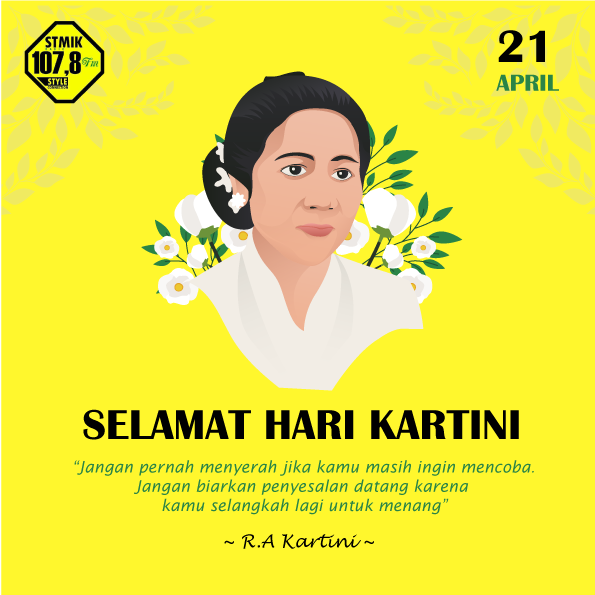 STMIK
107,8 Fm
STYLE
21
APRIL
SELAMAT HARI KARTINI
“Jangan pernah menyerah jika kamu masih ingin mencoba.
Jangan biarkan penyesalan datang karena
kamu selangkah lagi untuk menang”
~ R.A Kartini ~